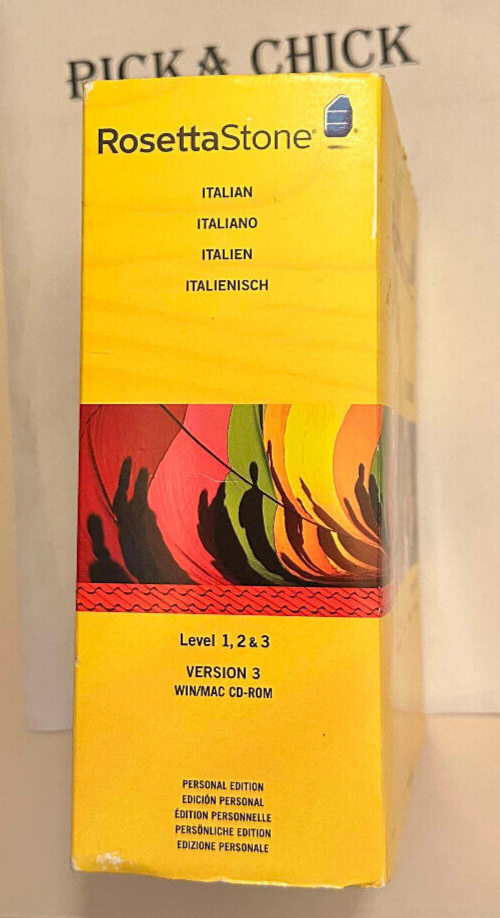 PICK A CHICK
RosettaStone®
ITALIAN
ITALIANO
ITALIEN
ITALIENISCH
Level 1, 2 & 3
VERSION 3
WIN/MAC CD-ROM
PERSONAL EDITION
EDICIÓN PERSONAL
ÉDITION PERSONNELLE
PERSÖNLICHE EDITION
EDIZIONE PERSONALE